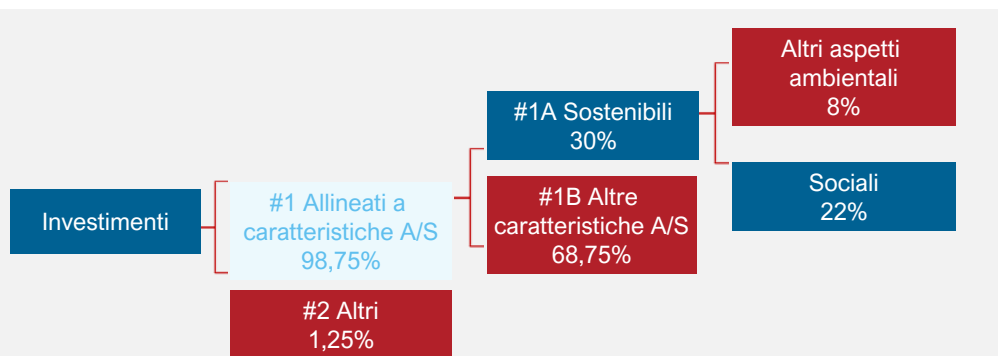 Investimenti
#1 Allineati a
caratteristiche A/S
98,75%
#2 Altri
1,25%
#1A Sostenibili
30%
#1B Altre
caratteristiche A/S
68,75%
Altri aspetti
ambientali
8%
Sociali
22%